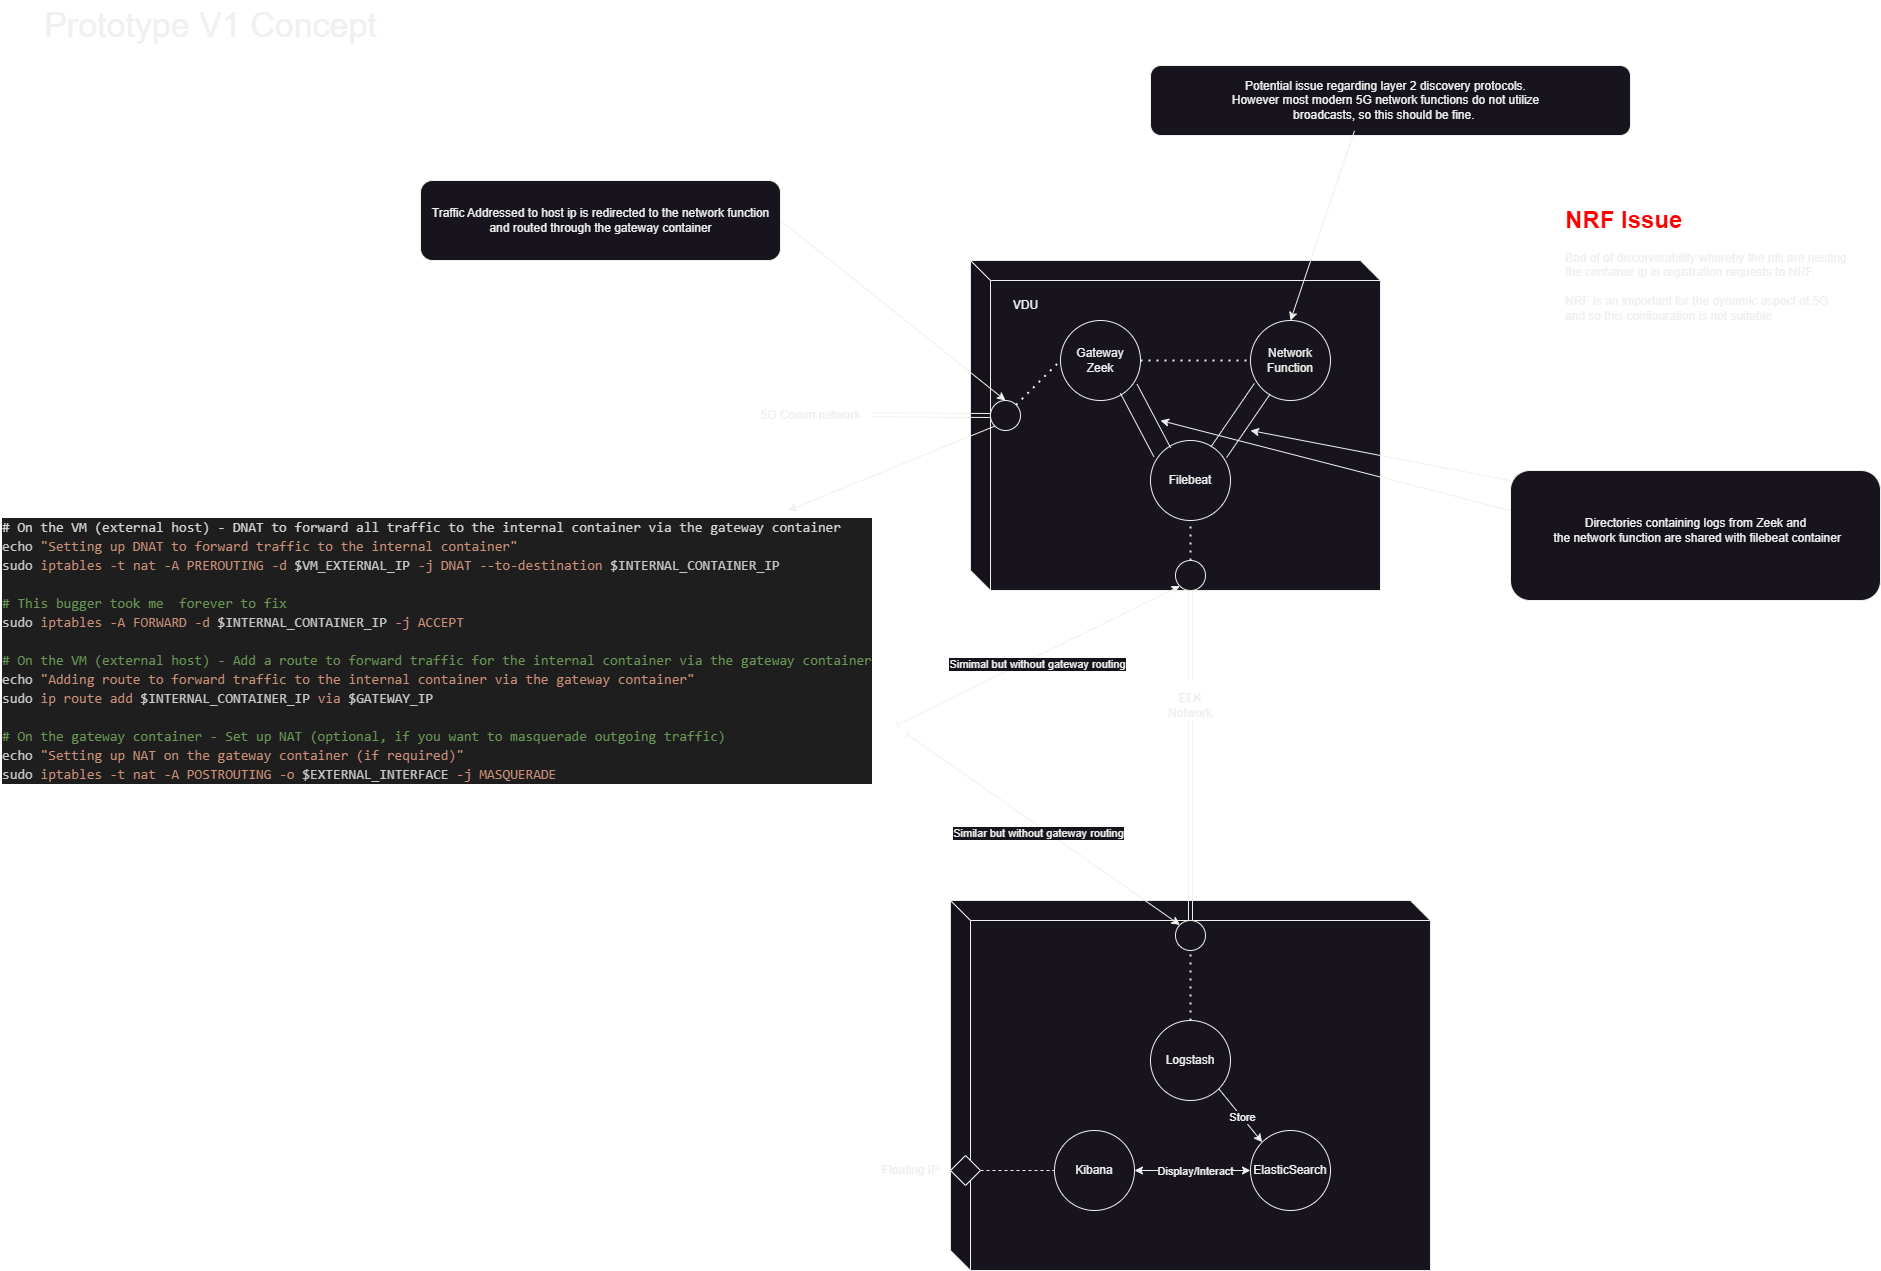 Prototype V1 Concept
Potential issue regarding layer 2 discovery protocols.
However most modern 5G network functions do not utilize
broadcasts, so this should be fine.
Traffic Addressed to host ip is redirected to the network function
and routed through the gateway container
NRF Issue
Bad of of discorverability whereby the nfs are nesting
the container ip in registration requests to NRF.
NRF is an important for the dynamic aspect of 5G
and so this configuration is not suitable
VDU
Gateway
Zeek
Network
Function
5G Comm network
Filebeat
Directories containing logs from Zeek and
the network function are shared with filebeat container
# On the VM (external host) - DNAT to forward all traffic to the internal container via the gateway container
echo "Setting up DNAT to forward traffic to the internal container"
sudo iptables -t nat -A PREROUTING -d $VM_EXTERNAL_IP -j DNAT --to-destination $INTERNAL_CONTAINER_IP
# This bugger took me  forever to fix
sudo iptables -A FORWARD -d $INTERNAL_CONTAINER_IP -j ACCEPT
# On the VM (external host) - Add a route to forward traffic for the internal container via the gateway container
echo "Adding route to forward traffic to the internal container via the gateway container"
sudo ip route add $INTERNAL_CONTAINER_IP via $GATEWAY_IP
# On the gateway container - Set up NAT (optional, if you want to masquerade outgoing traffic)
echo "Setting up NAT on the gateway container (if required)"
sudo iptables -t nat -A POSTROUTING -o $EXTERNAL_INTERFACE -j MASQUERADE
Simimal but without gateway routing
ELK
Network
Similar but without gateway routing
Logstash
Store
Floating IP
Kibana
Display/Interact
ElasticSearch